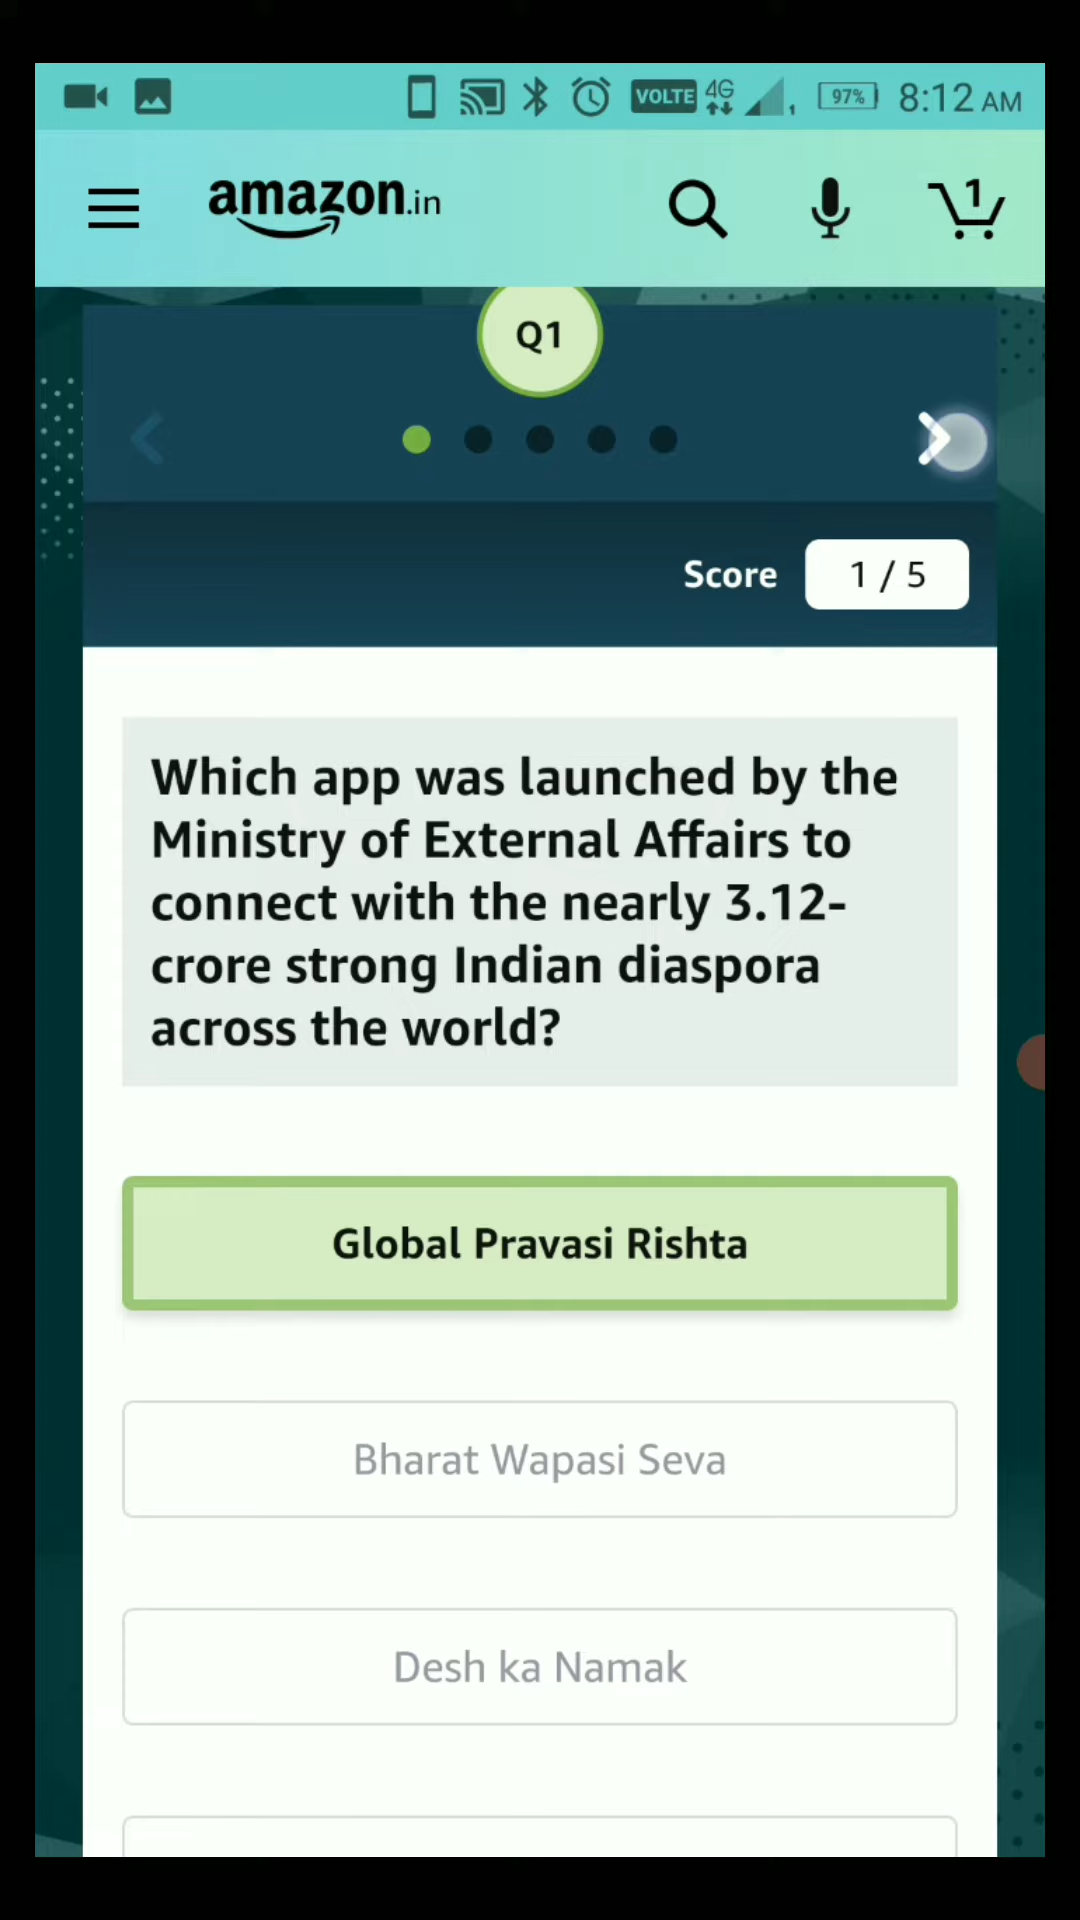 VOLTE 4G 97% 8:12 AM
amazon.in 1
Q1
Score 1 / 5
Which app was launched by the
Ministry of External Affairs to
connect with the nearly 3.12-
crore strong Indian diaspora
across the world?
Global Pravasi Rishta
Bharat Wapasi Seva
Desh ka Namak